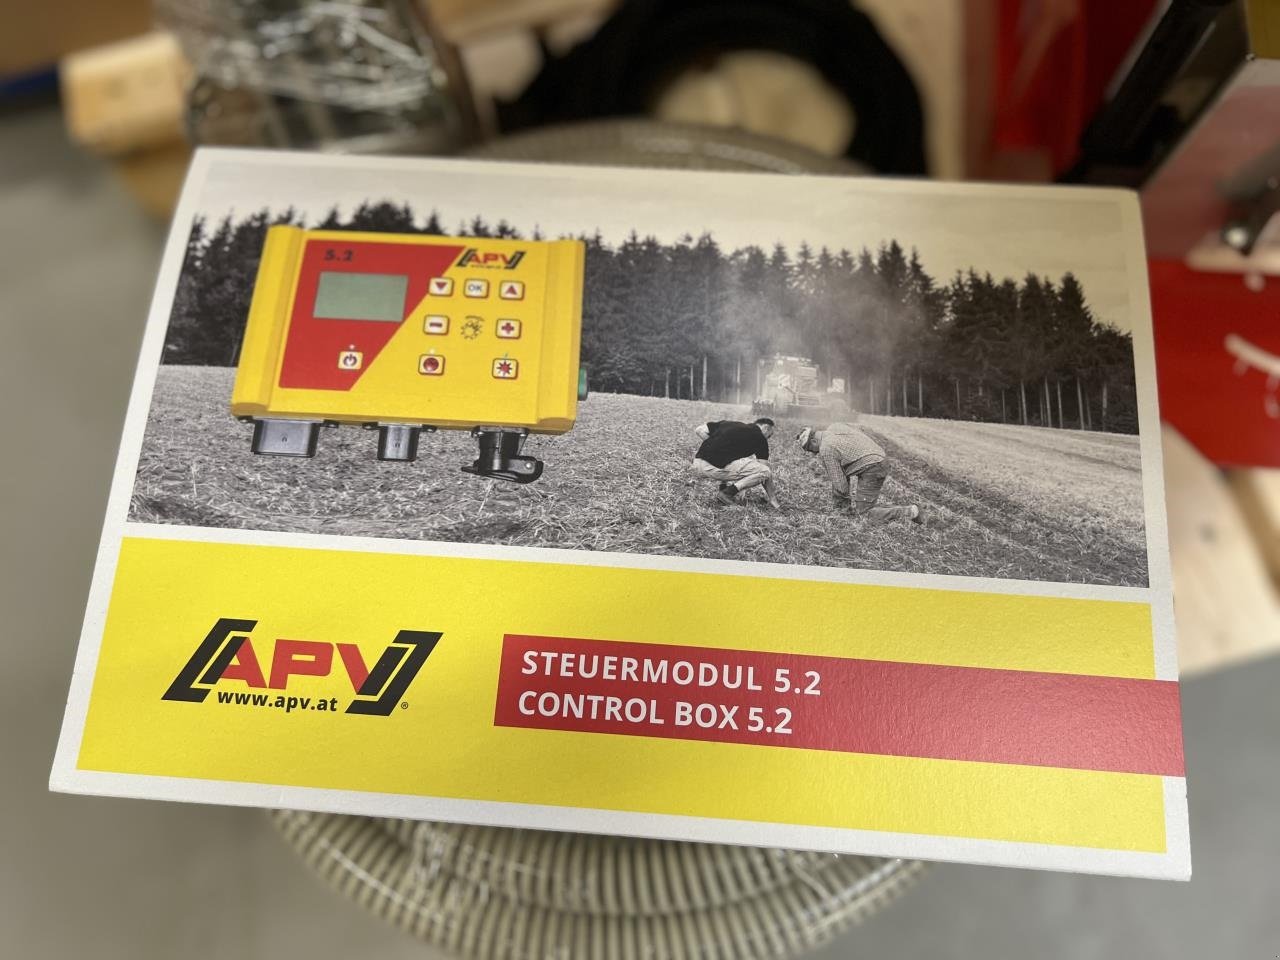 5.2
APV
OK
APV
www.apv.at
®
STEUERMODUL 5.2
CONTROL BOX 5.2